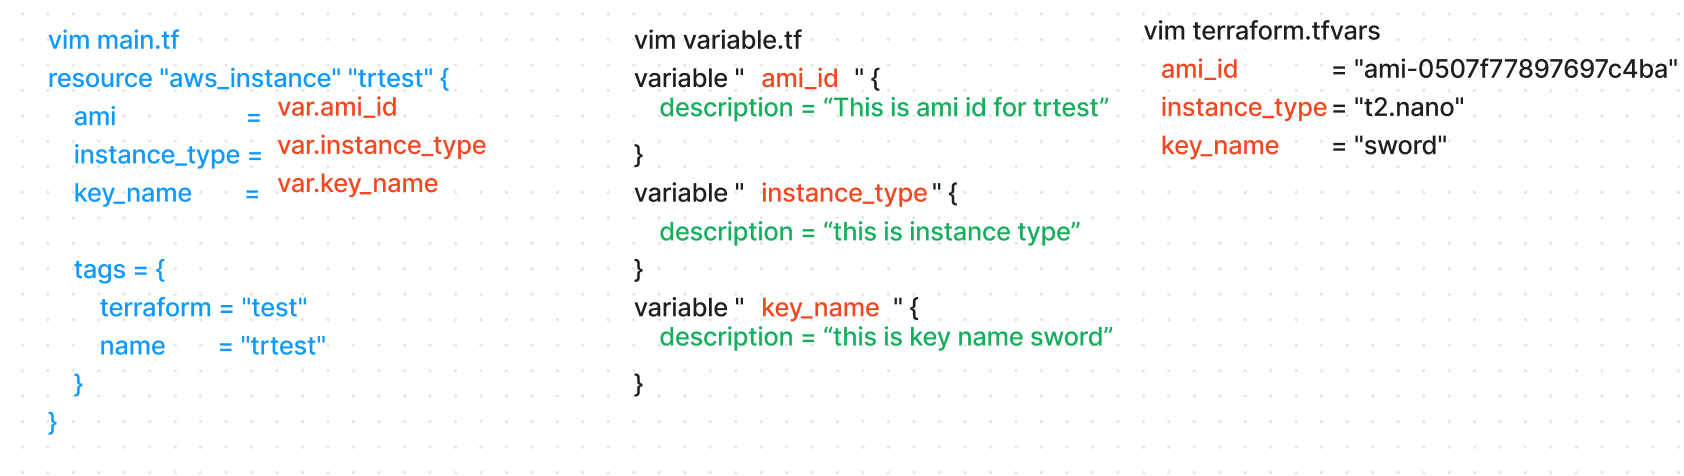 vim main.tf
resource "aws_instance" "trtest" {
ami = var.ami_id
instance_type = var.instance_type
key_name = var.key_name
tags = {
terraform = "test"
name = "trtest"
}
}
vim variable.tf
variable " ami_id " {
description = “This is ami id for trtest”
}
variable " instance_type " {
description = “this is instance type”
}
variable " key_name " {
description = “this is key name sword”
}
vim terraform.tfvars
ami_id = "ami-0507f77897697c4ba"
instance_type = "t2.nano"
key_name = "sword"